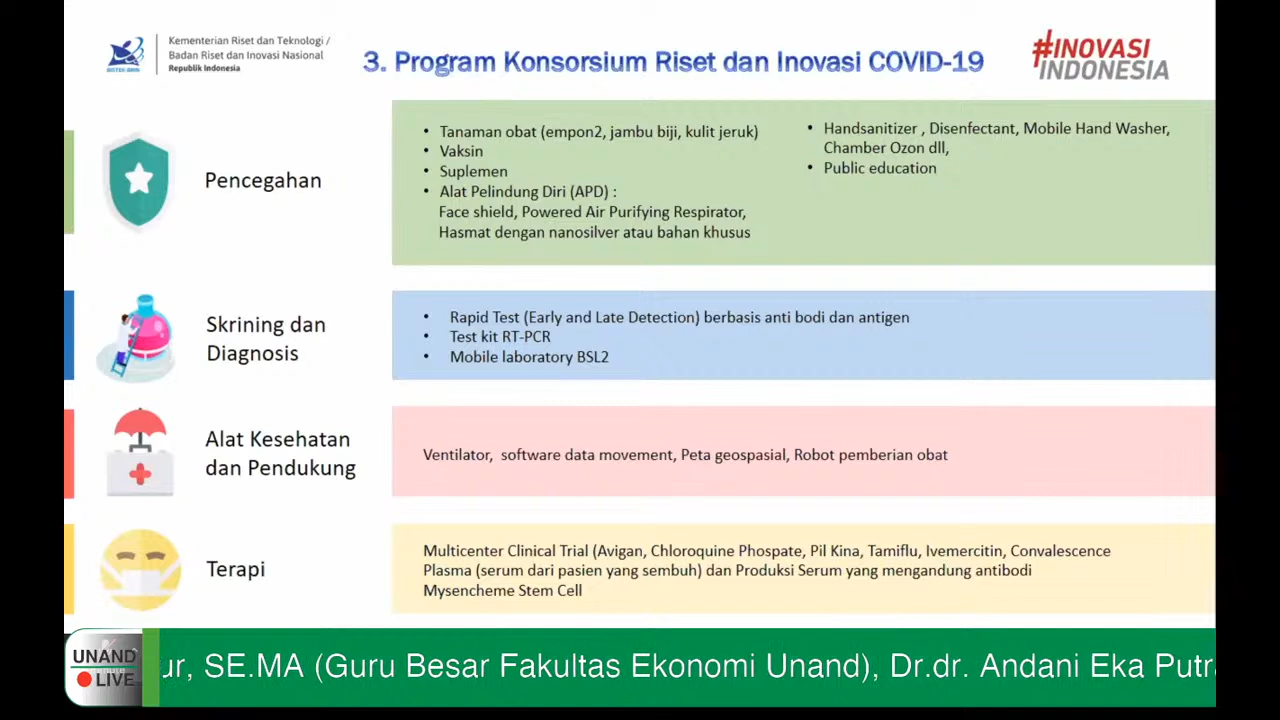 Kementerian Riset dan Teknologi /
Badan Riset dan Inovasi Nasional
Republik Indonesia
RISTEK-BRIN
3. Program Konsorsium Riset dan Inovasi COVID-19
#INOVASI
INDONESIA
Pencegahan
• Tanaman obat (empon2, jambu biji, kulit jeruk)
• Vaksin
• Suplemen
• Alat Pelindung Diri (APD) :
Face shield, Powered Air Purifying Respirator,
Hasmat dengan nanosilver atau bahan khusus
• Handsanitizer , Disenfectant, Mobile Hand Washer,
Chamber Ozon dll,
• Public education
Skrining dan
Diagnosis
• Rapid Test (Early and Late Detection) berbasis anti bodi dan antigen
• Test kit RT-PCR
• Mobile laboratory BSL2
Alat Kesehatan
dan Pendukung
Ventilator, software data movement, Peta geospasial, Robot pemberian obat
Terapi
Multicenter Clinical Trial (Avigan, Chloroquine Phospate, Pil Kina, Tamiflu, Ivemercitin, Convalescence
Plasma (serum dari pasien yang sembuh) dan Produksi Serum yang mengandung antibodi
Mysencheme Stem Cell
UNAND
LIVE
ur, SE.MA (Guru Besar Fakultas Ekonomi Unand), Dr.dr. Andani Eka Putra